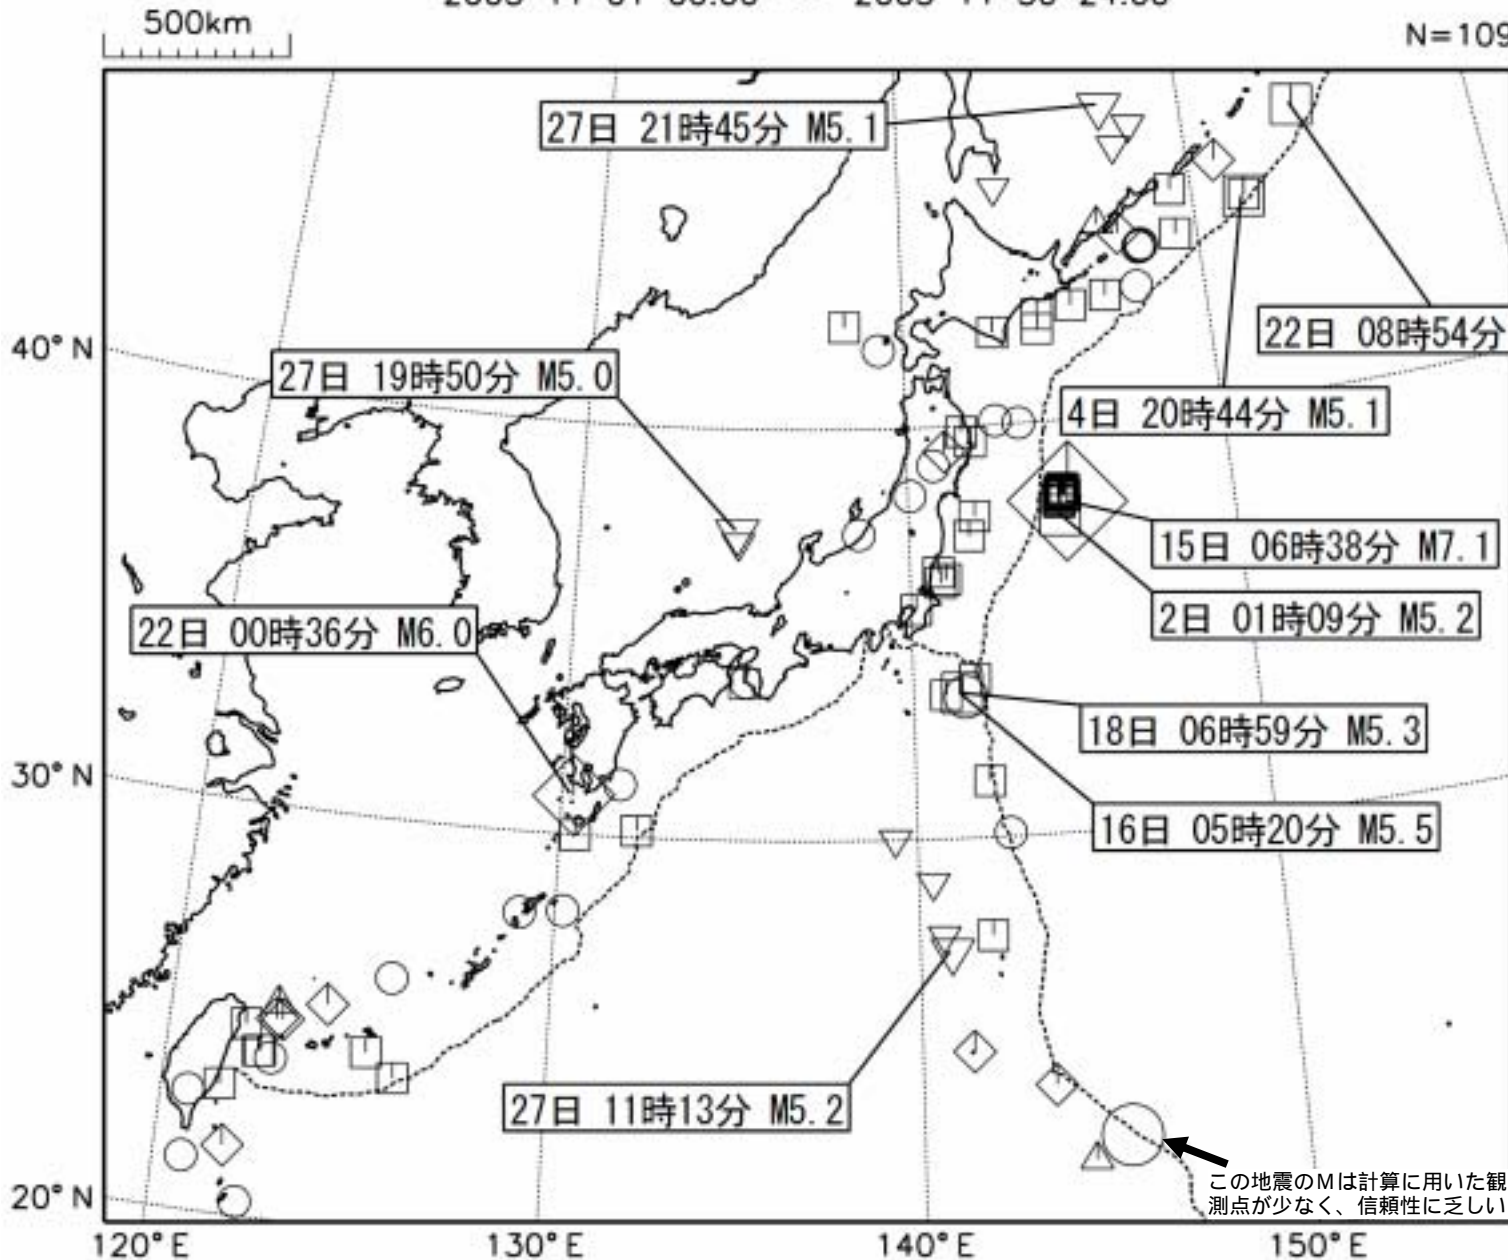 500km
N=109
27日 21時45分 M5.1
22日 08時54分
40°N
27日 19時50分 M5.0
4日 20時44分 M5.1
15日 06時38分 M7.1
2日 01時09分 M5.2
22日 00時36分 M6.0
18日 06時59分 M5.3
30°N
16日 05時20分 M5.5
27日 11時13分 M5.2
この地震のMは計算に用いた観
測点が少なく、信頼性に乏しい
20°N
120°E 130°E 140°E 150°E